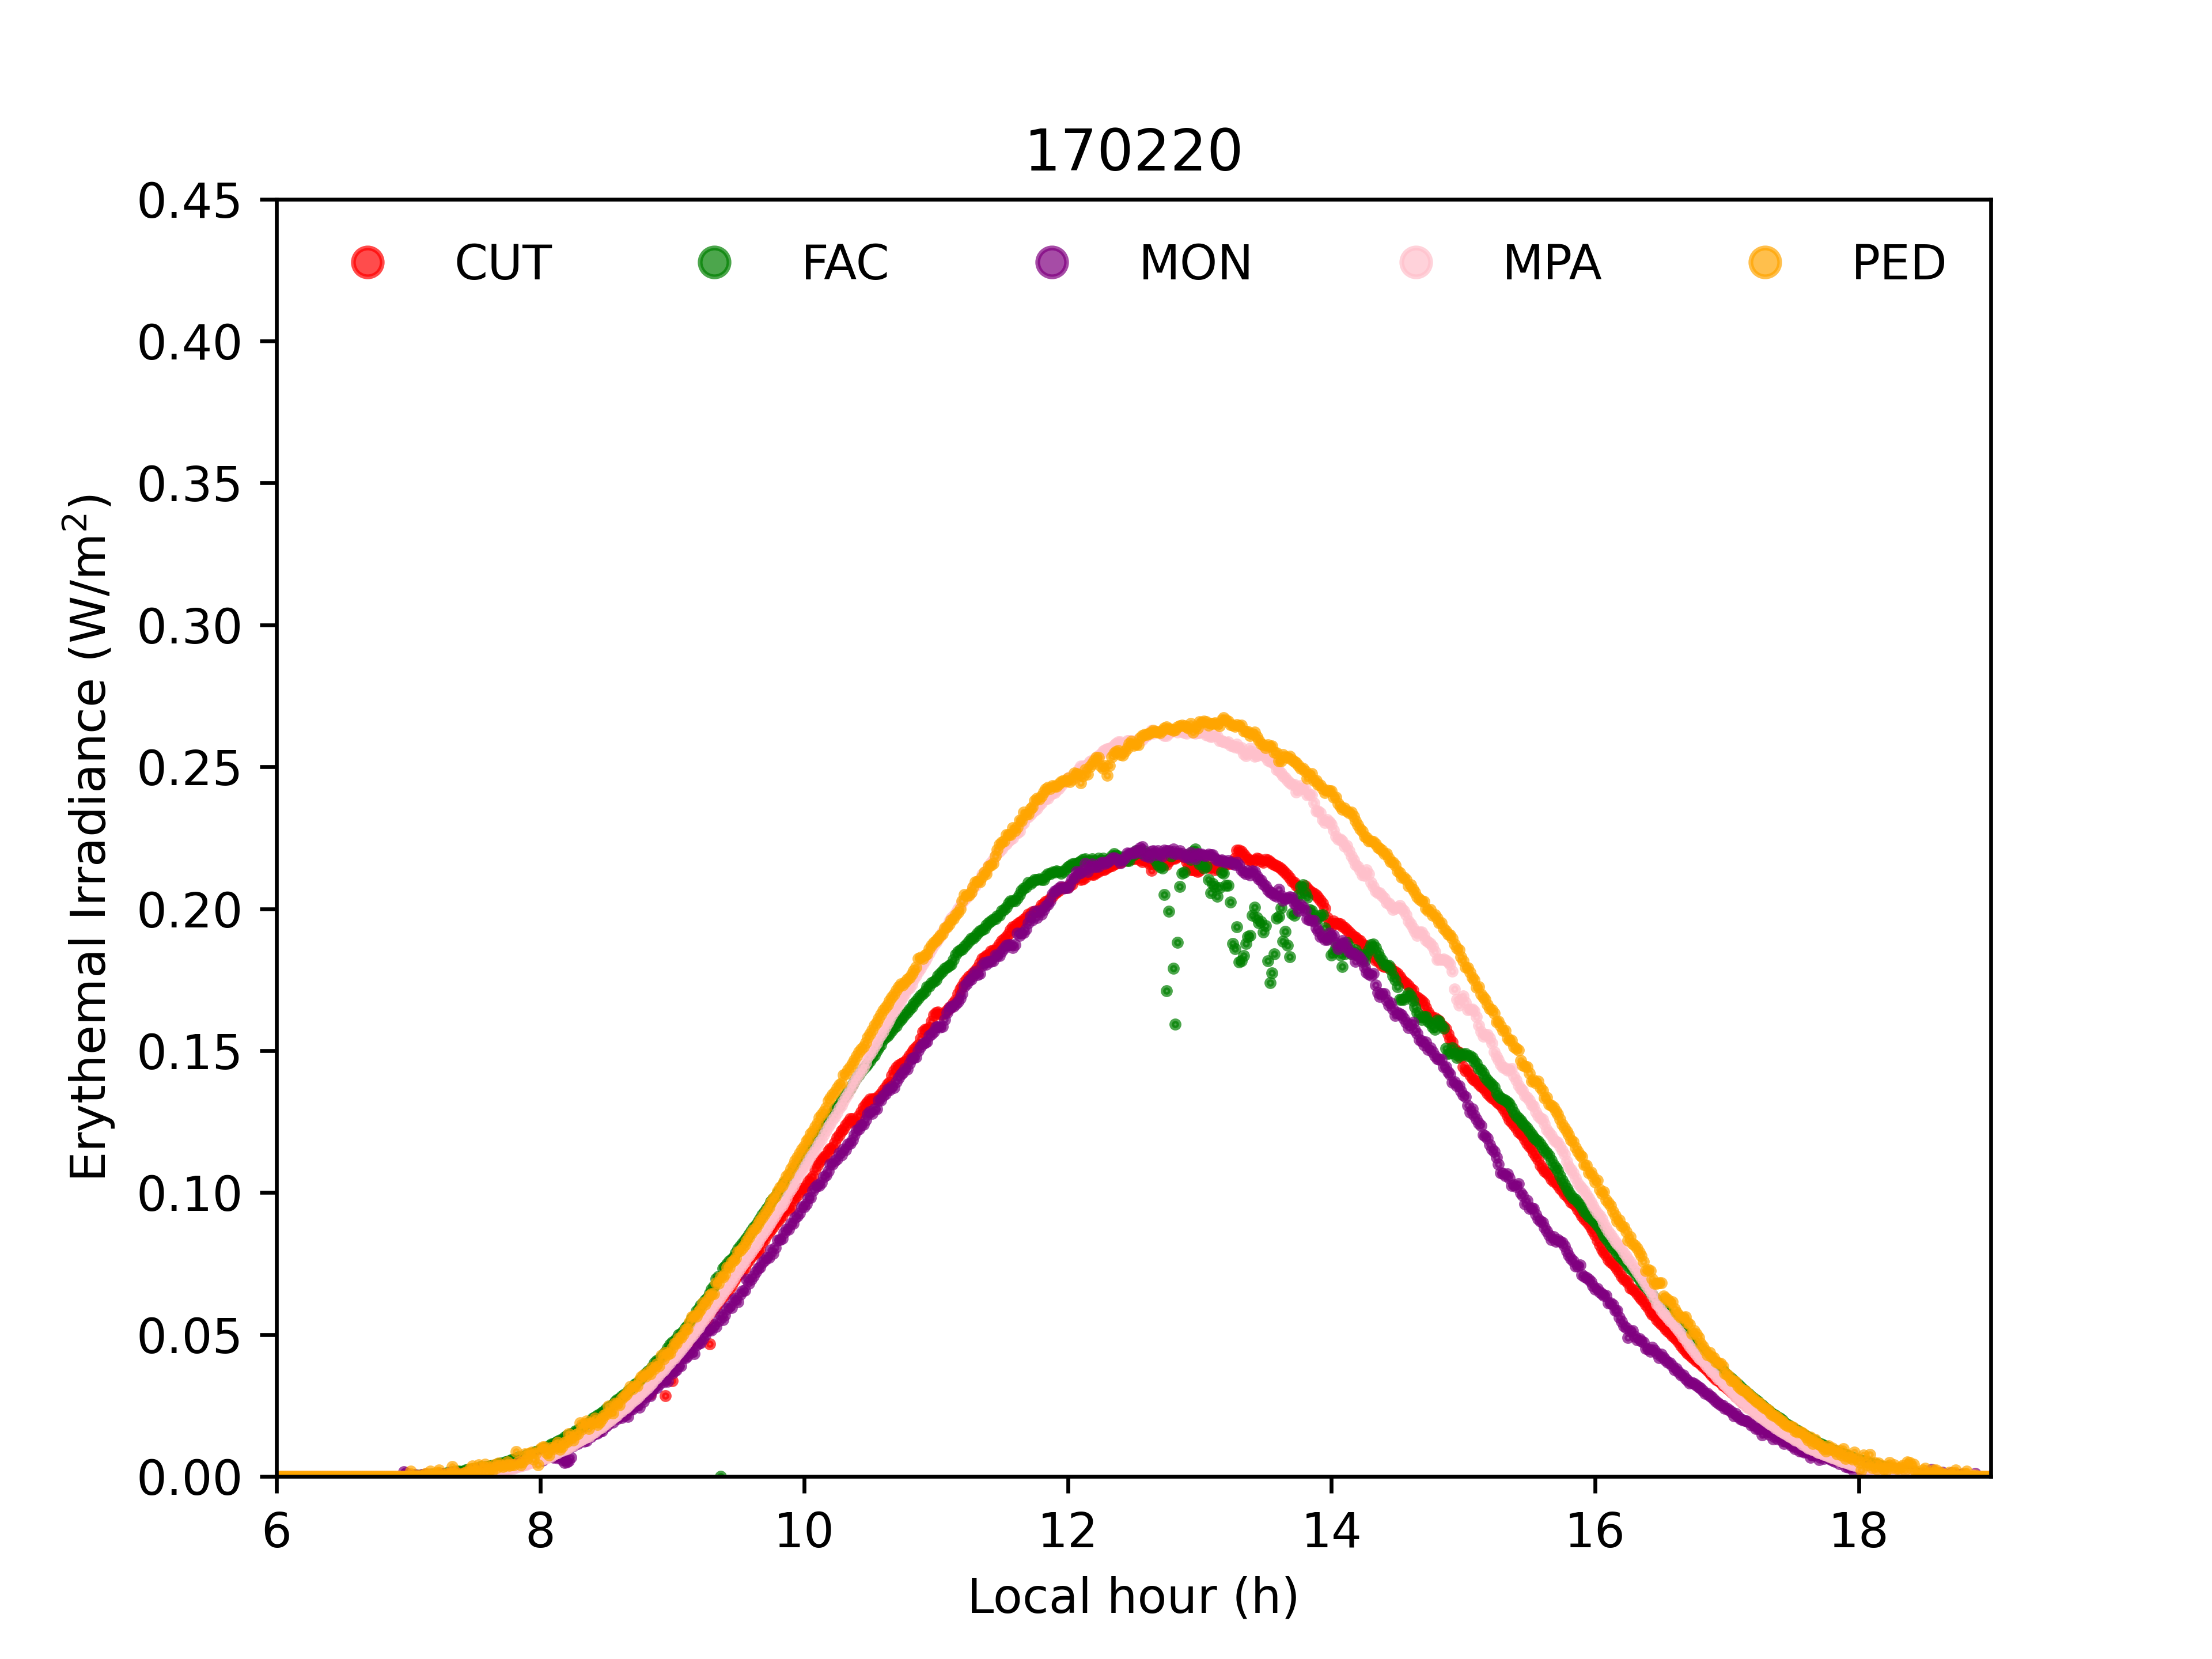 170220
CUT FAC MON MPA PED
0.45
0.40
0.35
0.30
0.25
0.20
0.15
0.10
0.05
0.00
Erythemal Irradiance (W/m²)
6 8 10 12 14 16 18
Local hour (h)